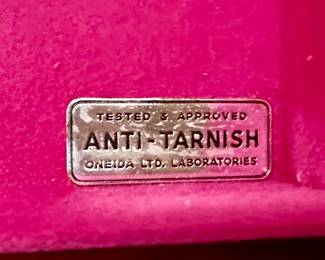 TESTED & APPROVED
ANTI-TARNISH
ONEIDA LTD. LABORATORIES